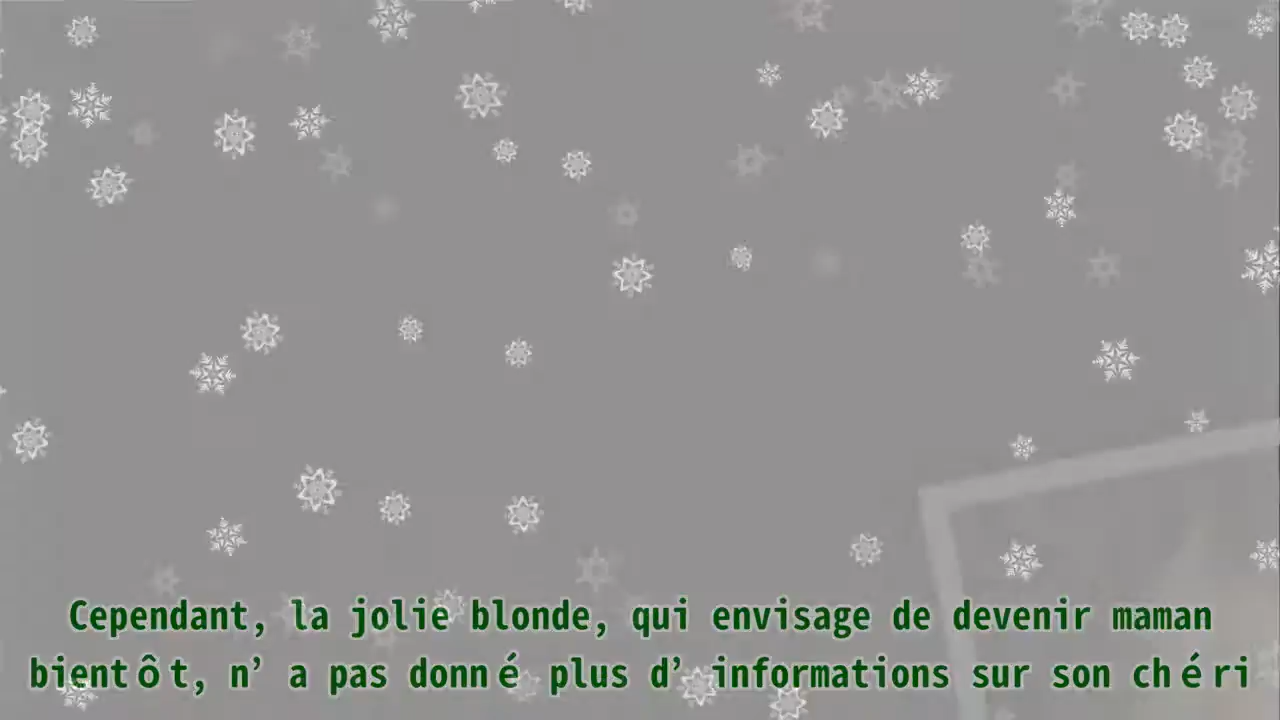 Cependant, la jolie blonde, qui envisage de devenir maman
bientôt, n’ a pas donné plus d’ informations sur son chéri